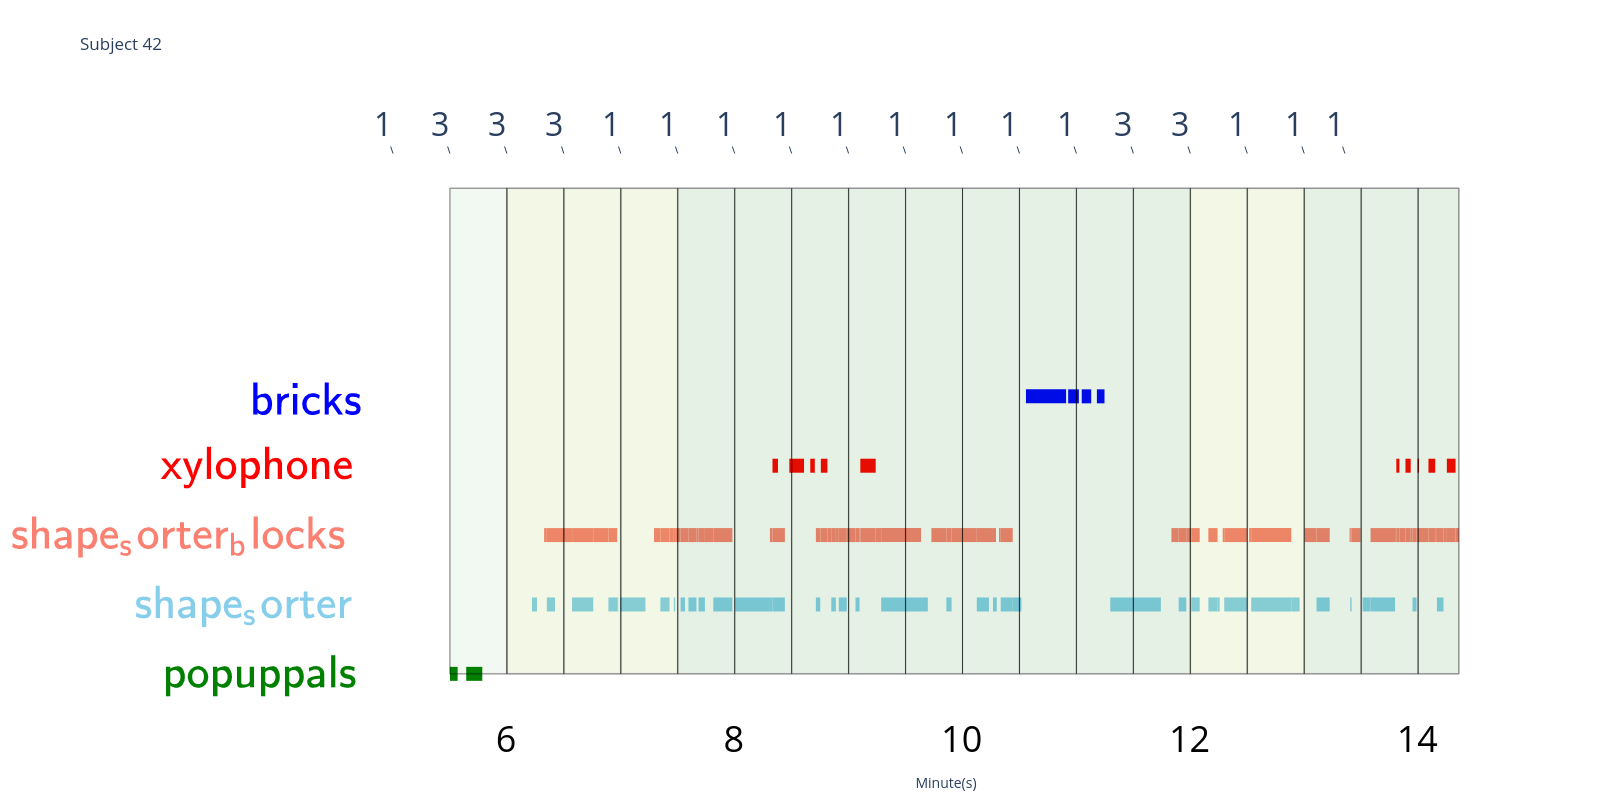 Subject 42
1 3 3 3 1 1 1 1 1 1 1 1 1 3 3 1 1 1
bricks
xylophone
shapesorterblocks
shapesorter
popuppals
6 8 10 12 14
Minute(s)